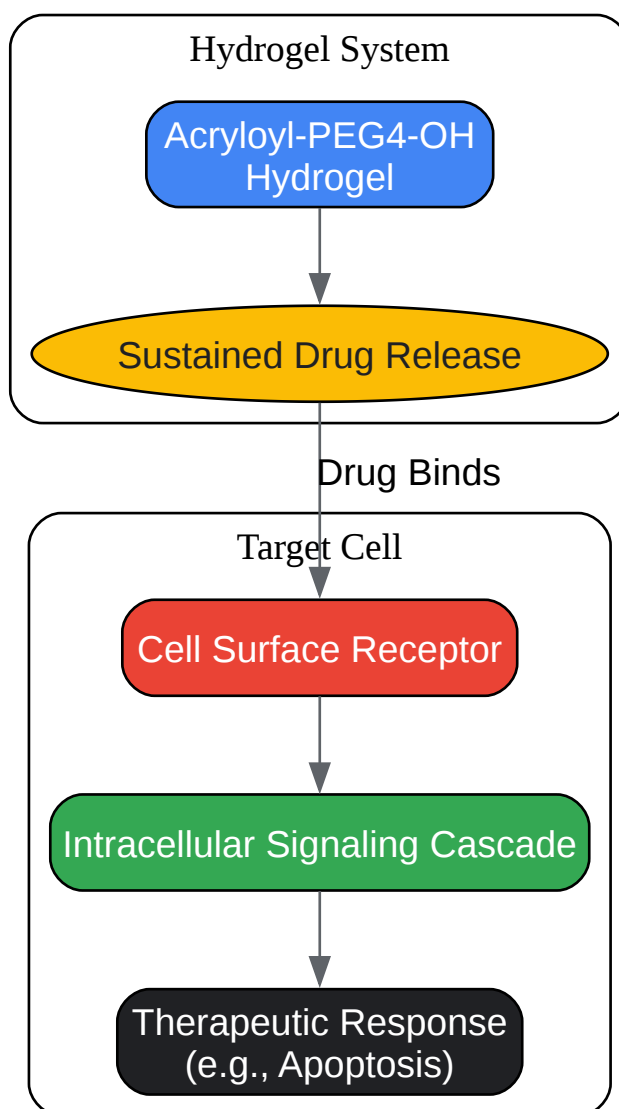 Hydrogel System
Acryloyl-PEG4-OH
Hydrogel
Sustained Drug Release
Drug Binds
Target Cell
Cell Surface Receptor
Intracellular Signaling Cascade
Therapeutic Response
(e.g., Apoptosis)